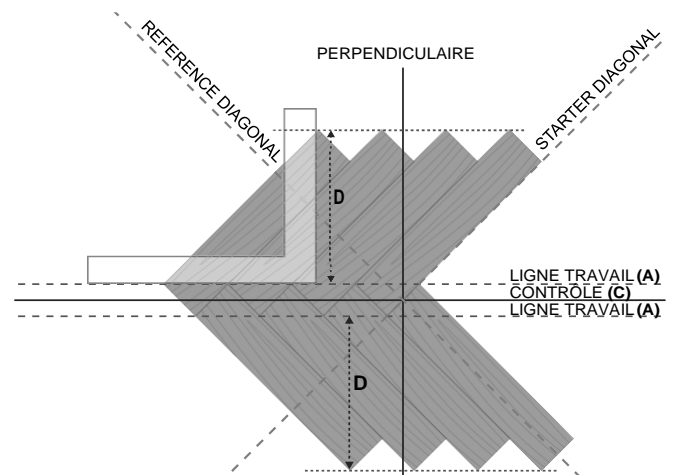 PERPENDICULAIRE
REFERENCE DIAGONAL
STARTER DIAGONAL
D
LIGNE TRAVAIL (A)
CONTRÔLE (C)
LIGNE TRAVAIL (A)
D